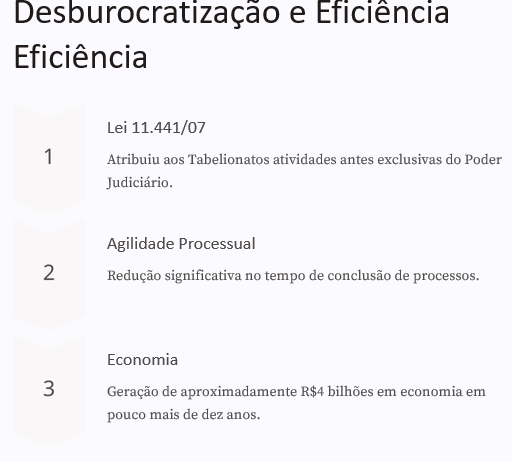 Desburocratização e Eficiência
Eficiência
1
Lei 11.441/07
Atribuiu aos Tabelionatos atividades antes exclusivas do Poder
Judiciário.
2
Agilidade Processual
Redução significativa no tempo de conclusão de processos.
3
Economia
Geração de aproximadamente R$4 bilhões em economia em
pouco mais de dez anos.